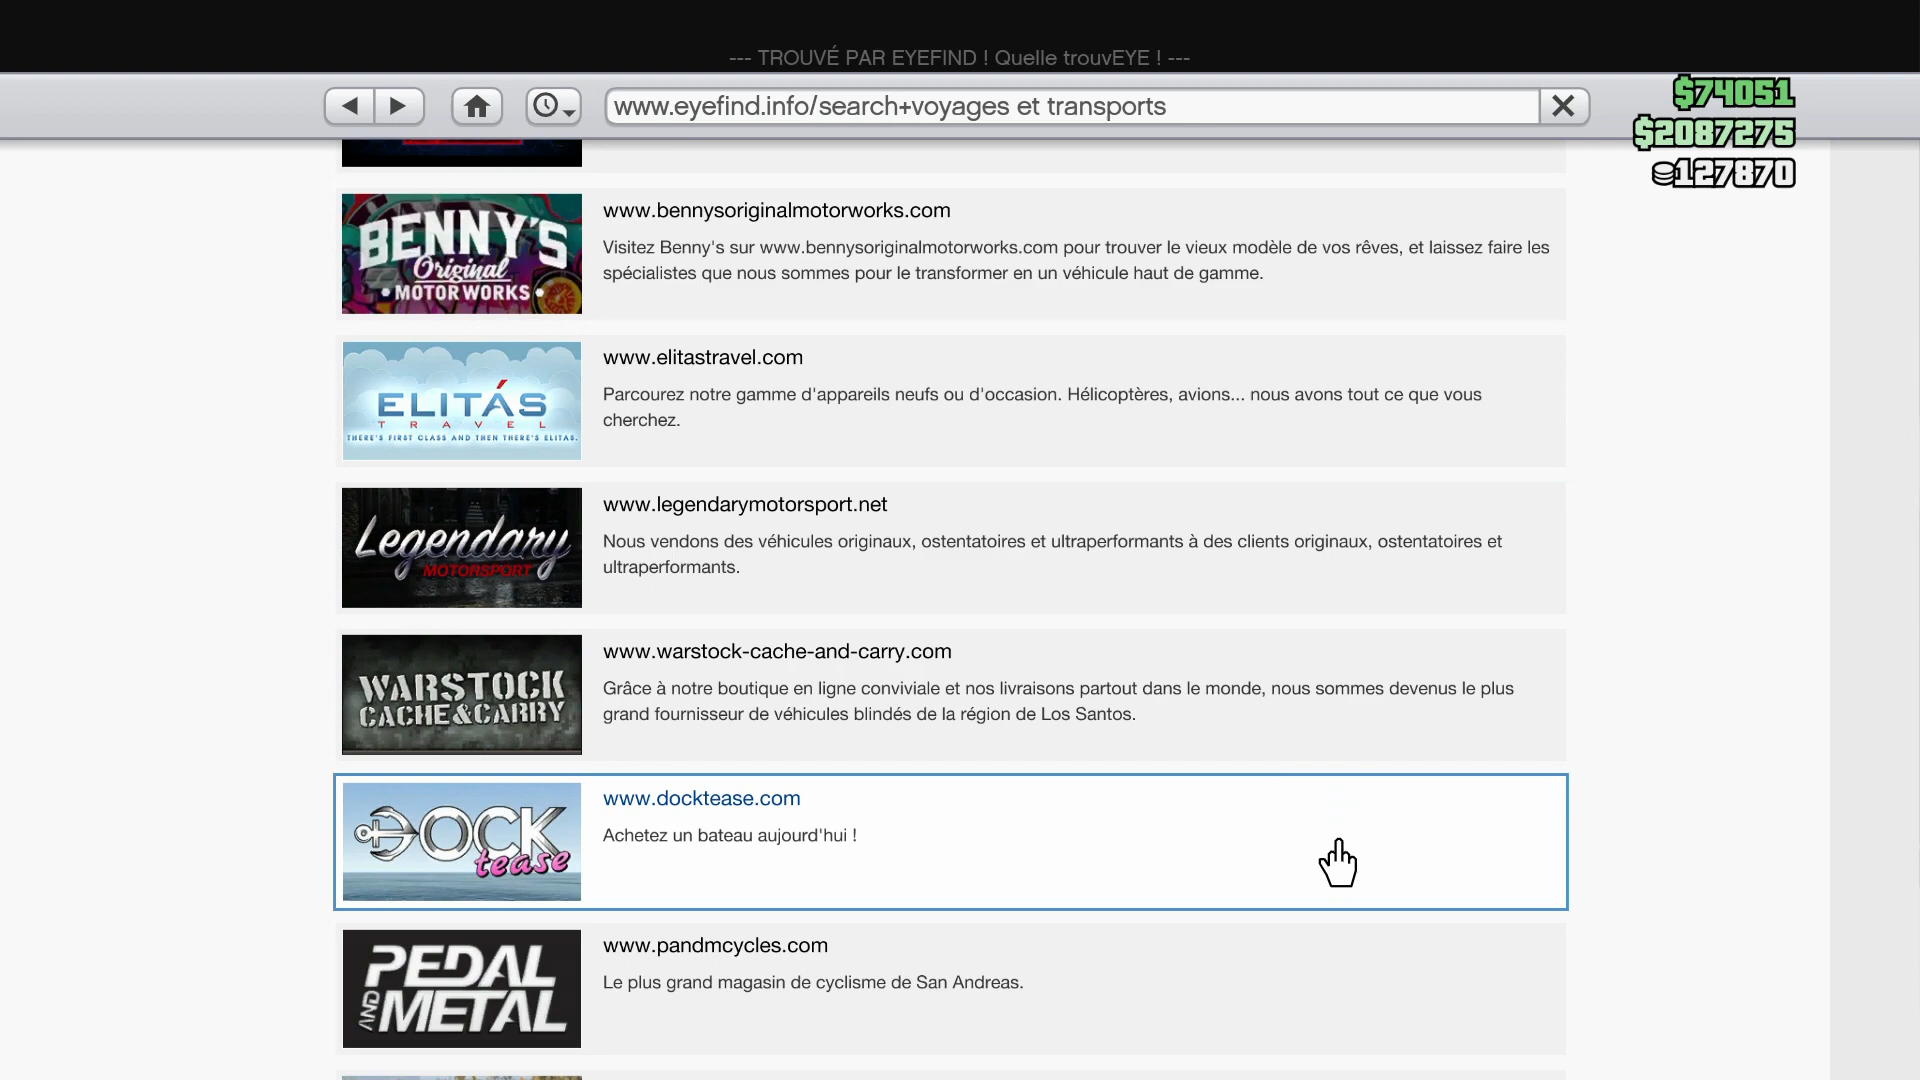 --- TROUVÉ PAR EYEFIND ! Quelle trouvEYE ! ---
www.eyefind.info/search+voyages et transports
$74051
$2087275
127870
BENNY'S
Original
MOTOR WORKS
www.bennysoriginalmotorworks.com
Visitez Benny's sur www.bennysoriginalmotorworks.com pour trouver le vieux modèle de vos rêves, et laissez faire les
spécialistes que nous sommes pour le transformer en un véhicule haut de gamme.
ELITÁS
TRAVEL
THERE'S FIRST CLASS AND THEN THERE'S ELITAS.
www.elitastravel.com
Parcourez notre gamme d'appareils neufs ou d'occasion. Hélicoptères, avions... nous avons tout ce que vous
cherchez.
Legendary
MOTORSPORT
www.legendarymotorsport.net
Nous vendons des véhicules originaux, ostentatoires et ultraperformants à des clients originaux, ostentatoires et
ultraperformants.
WARSTOCK
CACHE&CARRY
www.warstock-cache-and-carry.com
Grâce à notre boutique en ligne conviviale et nos livraisons partout dans le monde, nous sommes devenus le plus
grand fournisseur de véhicules blindés de la région de Los Santos.
DOCK
tease
www.docktease.com
Achetez un bateau aujourd'hui !
PEDAL
AND METAL
www.pandmcycles.com
Le plus grand magasin de cyclisme de San Andreas.